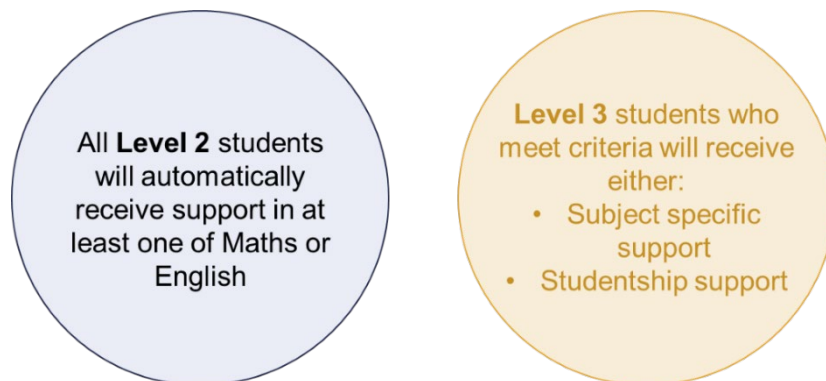 All Level 2 students
will automatically
receive support in at
least one of Maths or
English
Level 3 students who
meet criteria will receive
either:
• Subject specific
support
• Studentship support